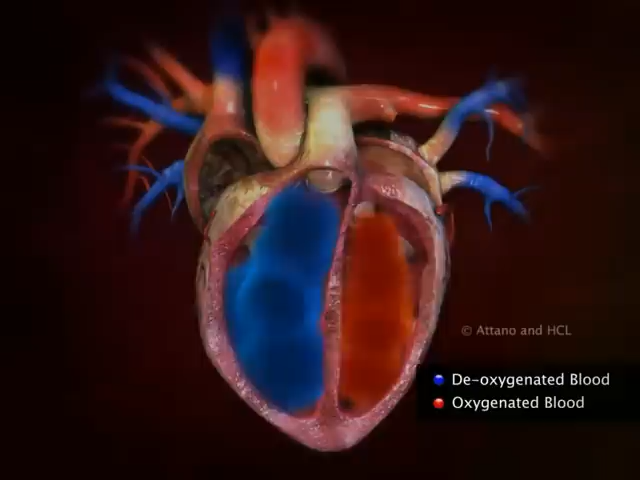 © Attano and HCL
De-oxygenated Blood
Oxygenated Blood